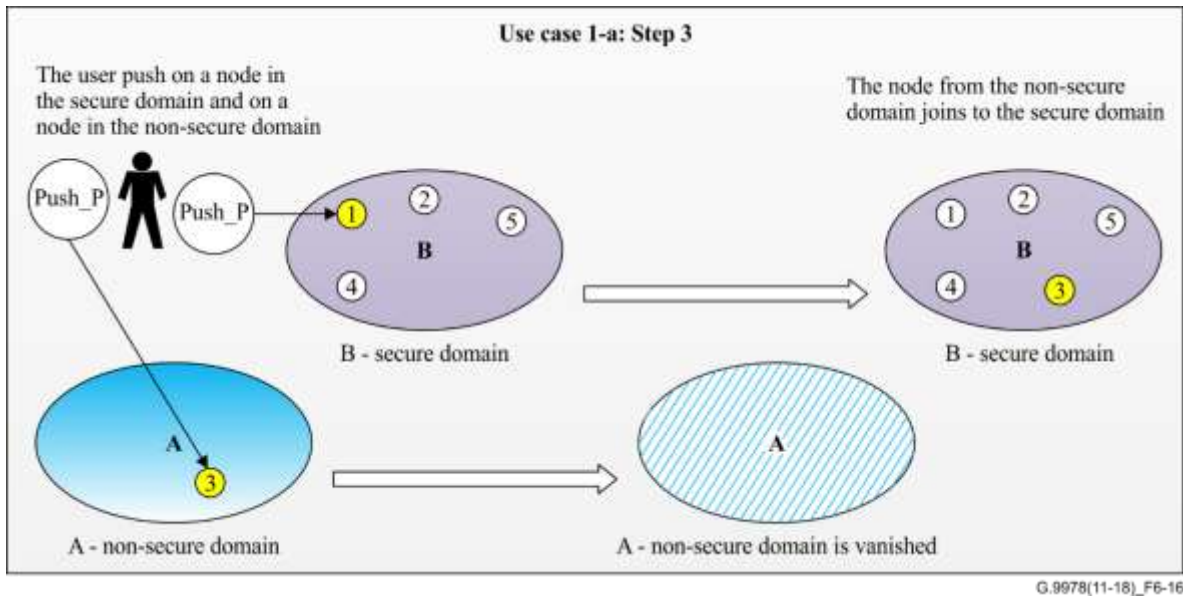 Use case 1-a: Step 3
The user push on a node in
the secure domain and on a
node in the non-secure domain
The node from the non-secure
domain joins to the secure domain
Push_P
Push_P
1
2
5
B
4
B - secure domain
1
2
5
B
4
3
B - secure domain
A
3
A - non-secure domain
A
A - non-secure domain is vanished
G.9978(11-18)_F6-16